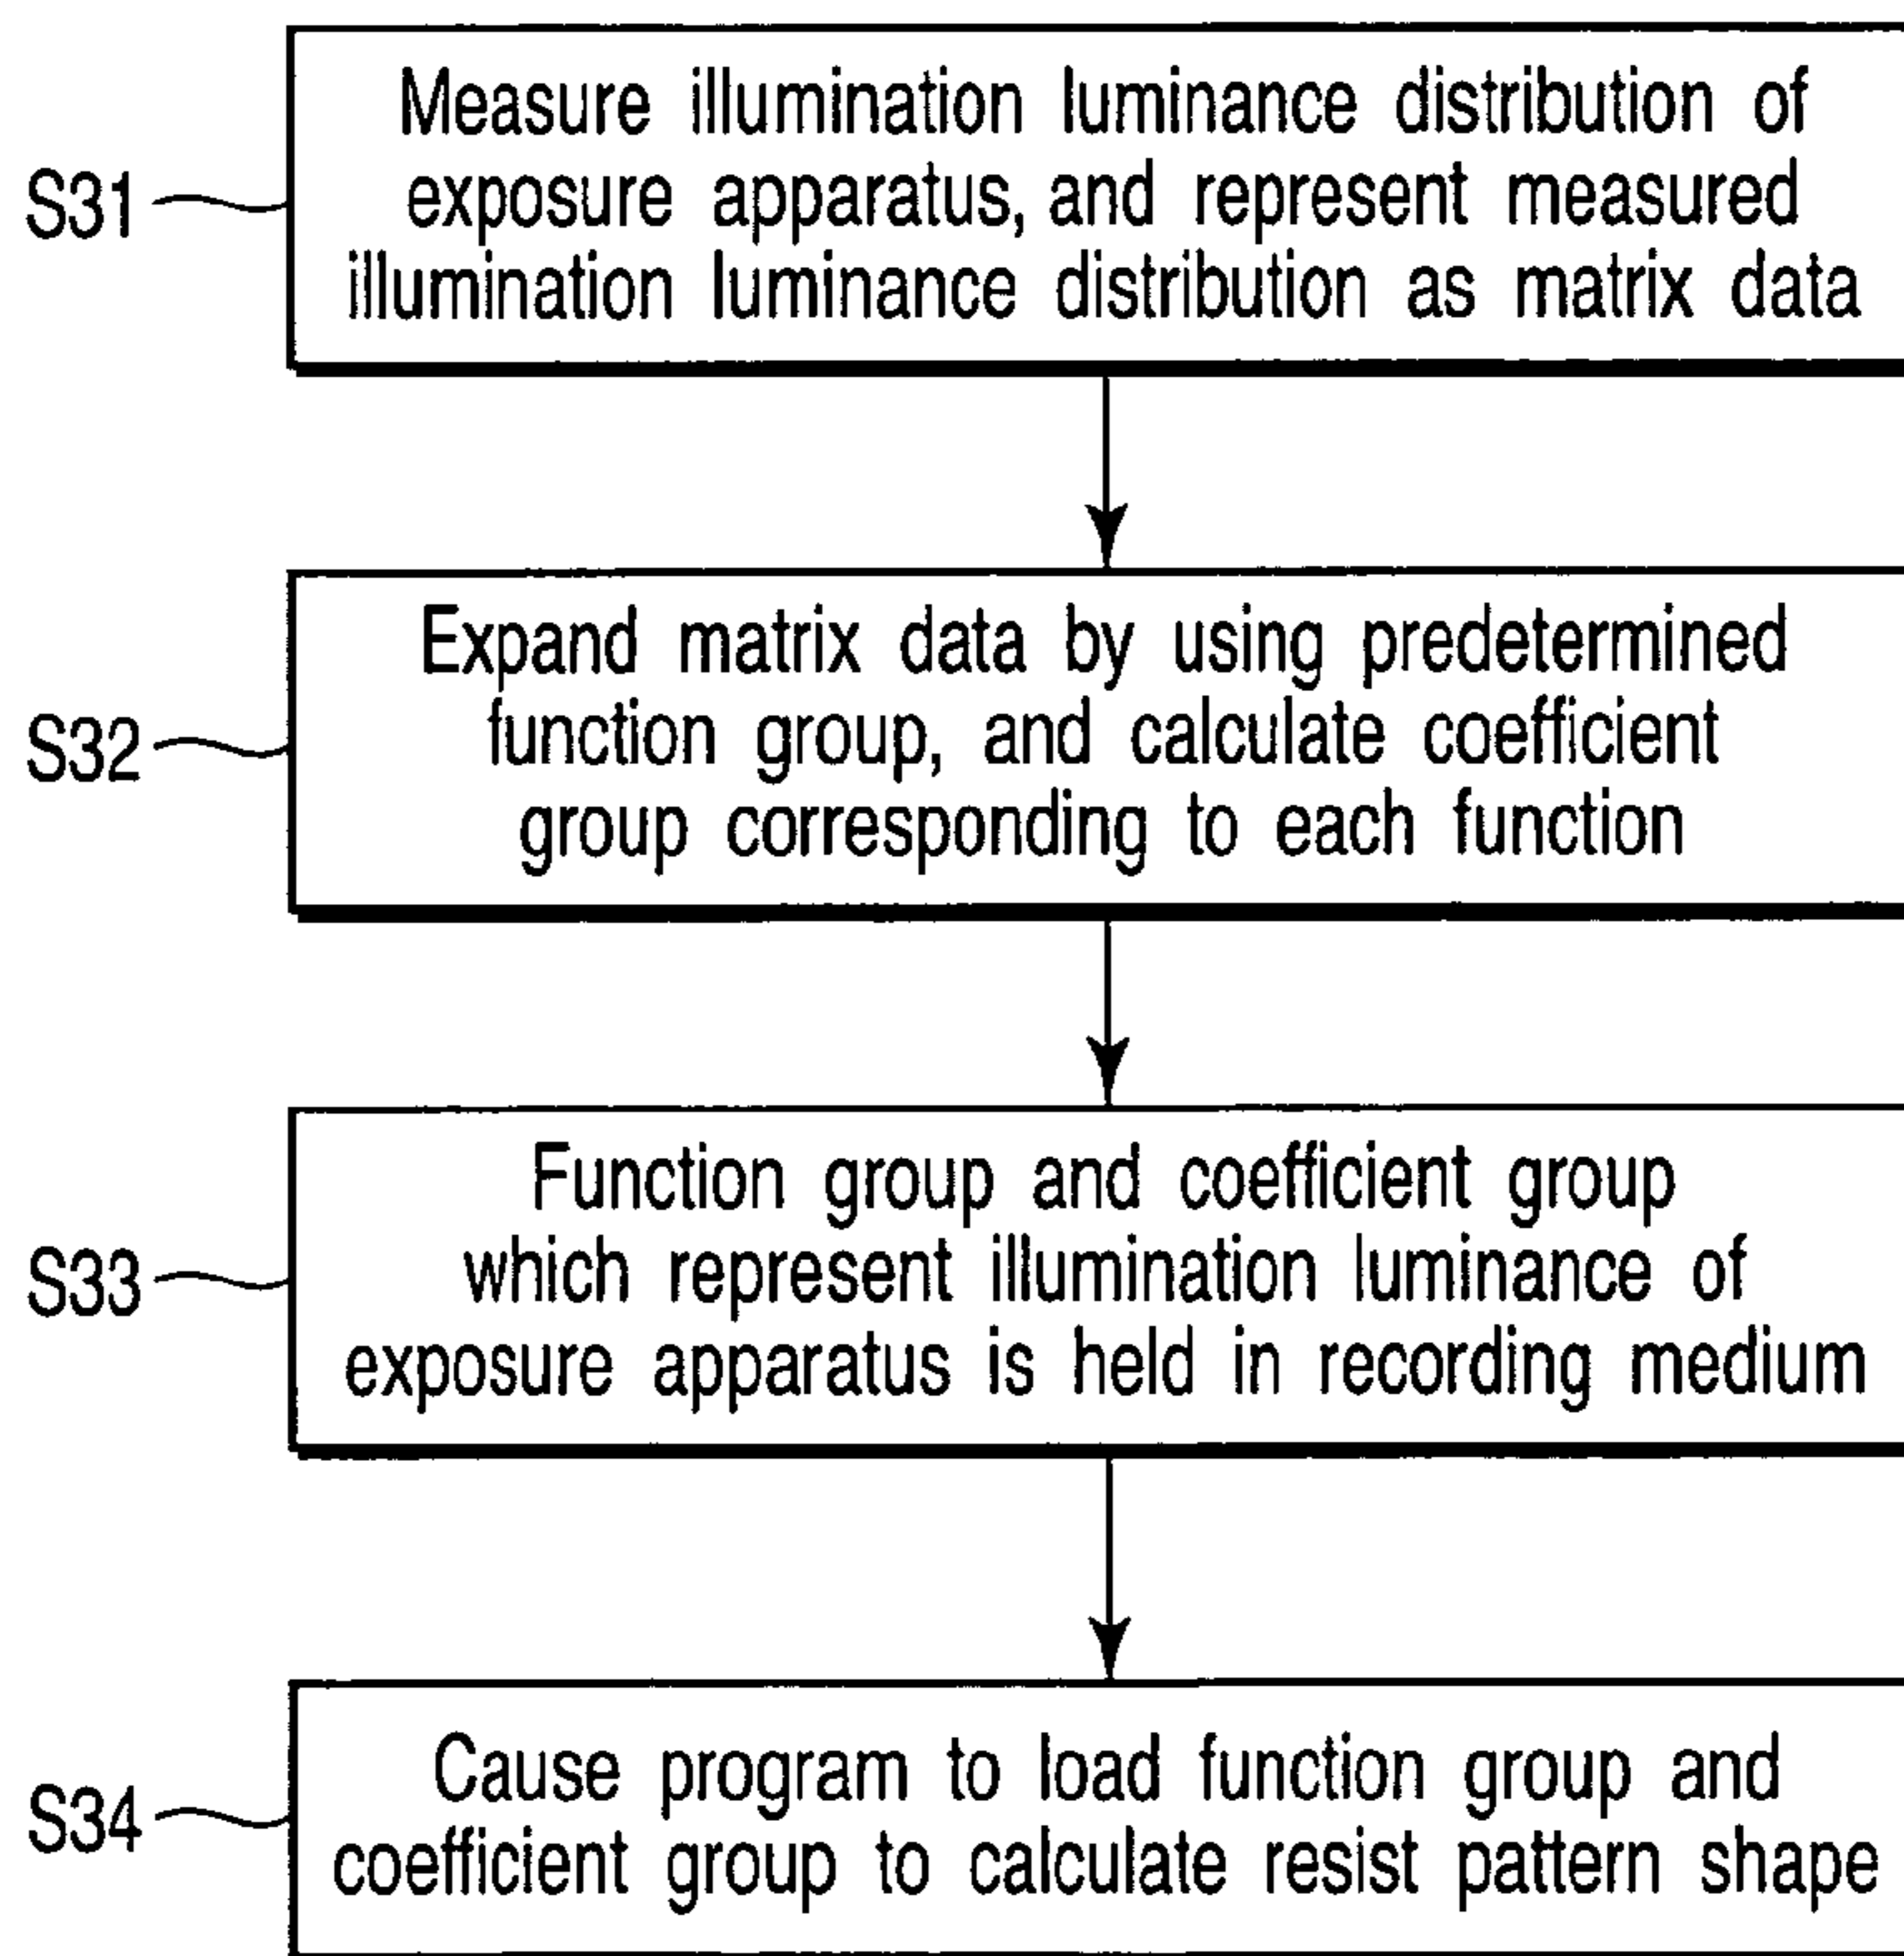 S31
Measure illumination luminance distribution of
exposure apparatus, and represent measured
illumination luminance distribution as matrix data
S32
Expand matrix data by using predetermined
function group, and calculate coefficient
group corresponding to each function
S33
Function group and coefficient group
which represent illumination luminance of
exposure apparatus is held in recording medium
S34
Cause program to load function group and
coefficient group to calculate resist pattern shape